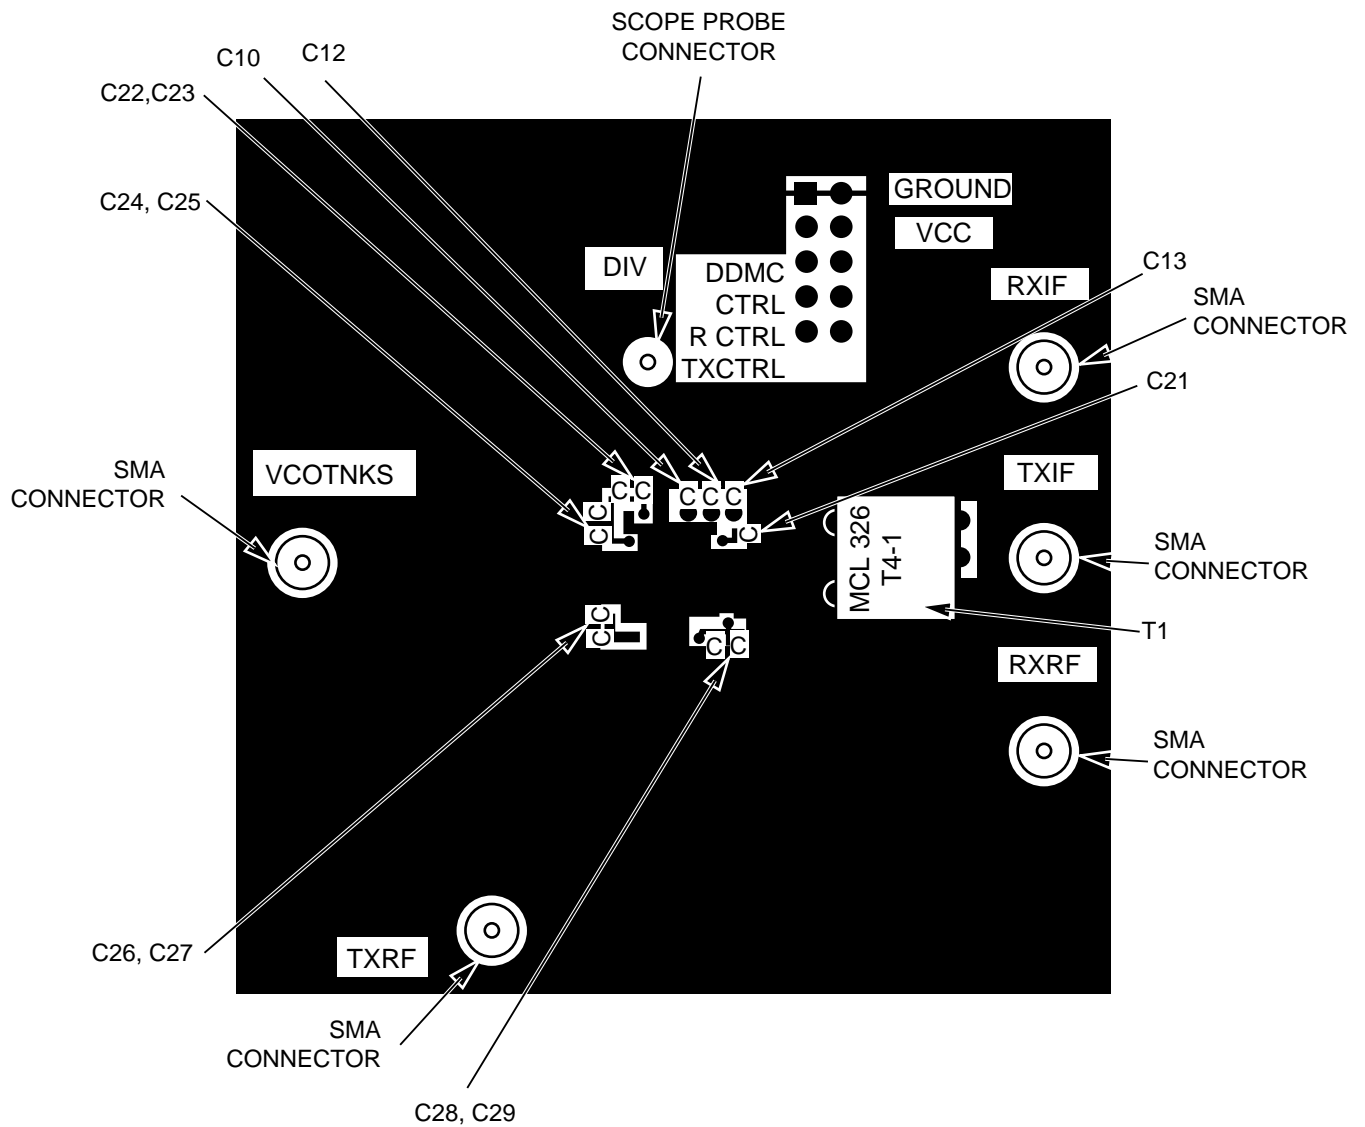 SCOPE PROBE
CONNECTOR
C10
C12
C22,C23
C24, C25
GROUND
VCC
DIV
DDMC
CTRL
R CTRL
TXCTRL
RXIF
C13
SMA
CONNECTOR
C21
SMA
CONNECTOR
VCOTNKS
TXIF
C C
C C C
C
C
C
MCL 326
T4-1
SMA
CONNECTOR
C
C
C C
T1
RXRF
SMA
CONNECTOR
C26, C27
TXRF
SMA
CONNECTOR
C28, C29